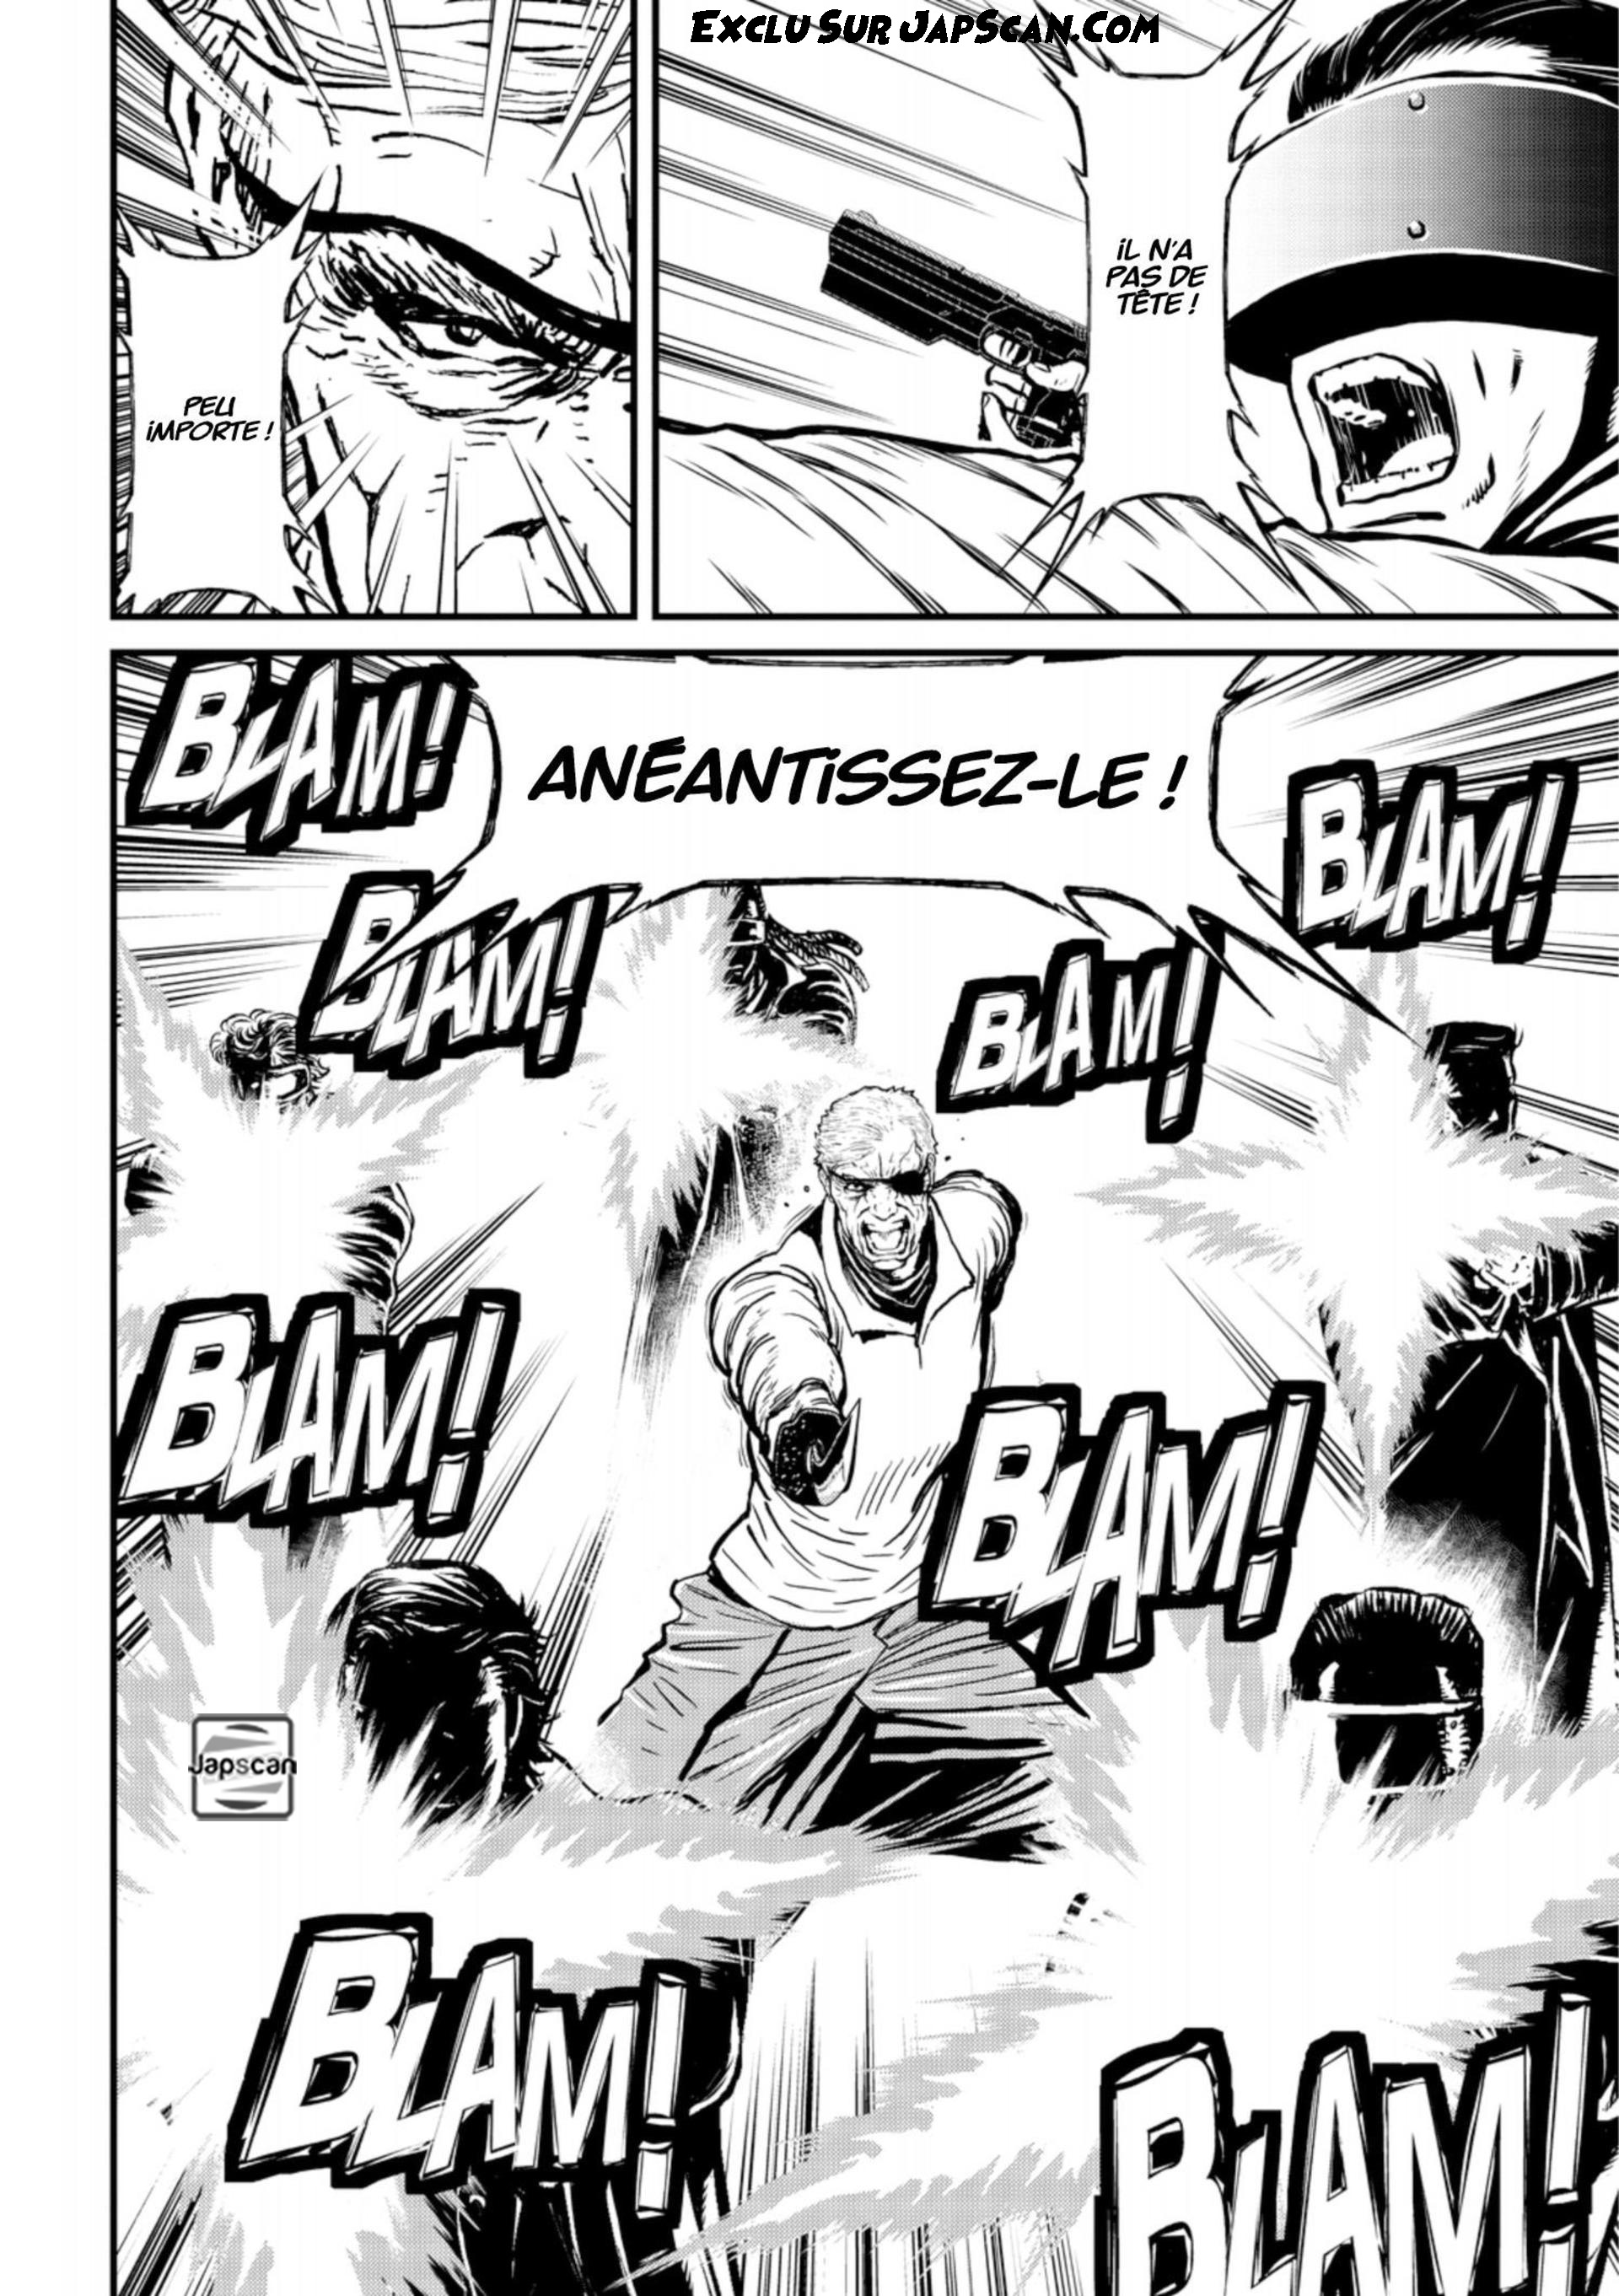 EXCLU SUR JAPSCAN.COM
iL N'A
PAS DE
TÊTE !
PEU
iMPORTE !
ANÉANTiSSEZ-LE !
BLAM!
BLAM!
BLAM!
BLAM!
BLAM!
BLAM!
Japscan
BLAM!
BLAM!